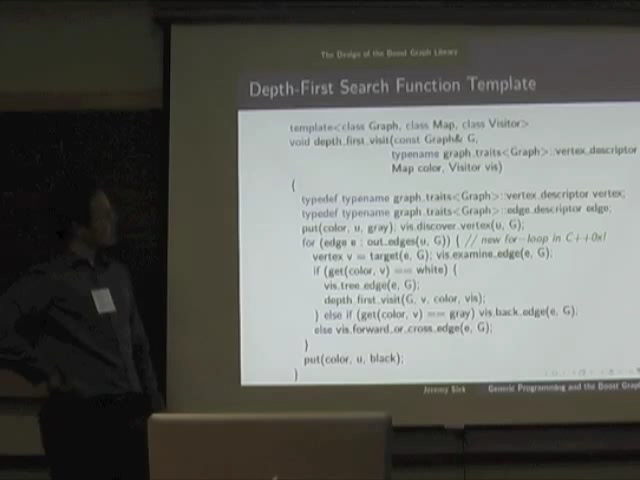 The Design of the Boost Graph Library
Depth-First Search Function Template
template<class Graph, class Map, class Visitor>
void depth_first_visit(const Graph& G,
typename graph_traits<Graph>::vertex_descriptor
Map color, Visitor vis)
{
typedef typename graph_traits<Graph>::vertex_descriptor vertex;
typedef typename graph_traits<Graph>::edge_descriptor edge;
put(color, u, gray); vis.discover_vertex(u, G);
for (edge e : out_edges(u, G)) { // new for-loop in C++0x!
vertex v = target(e, G); vis.examine_edge(e, G);
if (get(color, v) == white) {
vis.tree_edge(e, G);
depth_first_visit(G, v, color, vis);
} else if (get(color, v) == gray) vis.back_edge(e, G);
else vis.forward_or_cross_edge(e, G);
}
put(color, u, black);
}
Jeremy Siek
Generic Programming and the Boost Graph